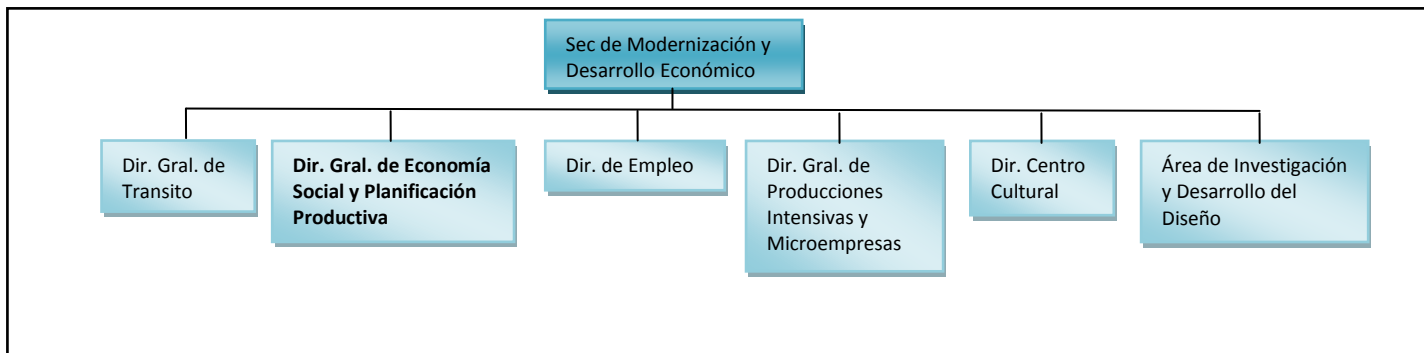 Sec de Modernización y
Desarrollo Económico
Dir. Gral. de
Transito
Dir. Gral. de Economía
Social y Planificación
Productiva
Dir. de Empleo
Dir. Gral. de
Producciones
Intensivas y
Microempresas
Dir. Centro
Cultural
Área de Investigación
y Desarrollo del
Diseño